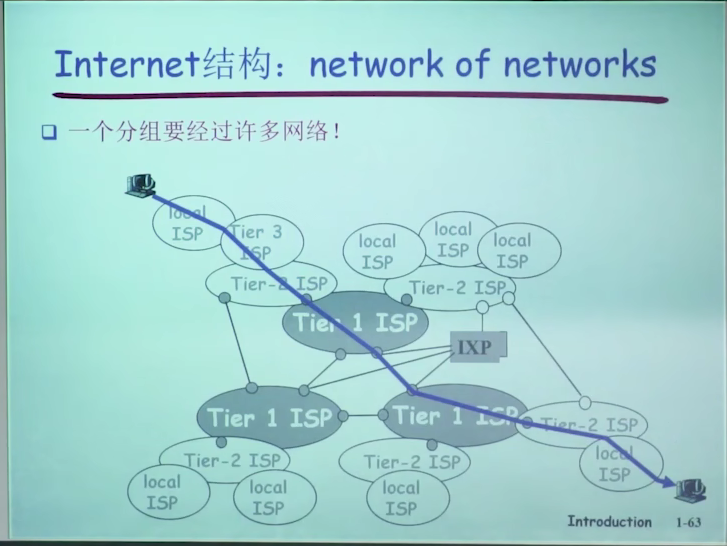 Internet结构：network of networks
一个分组要经过许多网络！
local
ISP
Tier 3
ISP
local
ISP
local
ISP
local
ISP
Tier-2 ISP
Tier-2 ISP
Tier 1 ISP
IXP
Tier 1 ISP
Tier 1 ISP
Tier-2 ISP
Tier-2 ISP
Tier-2 ISP
local
ISP
local
ISP
local
ISP
local
ISP
Introduction 1-63